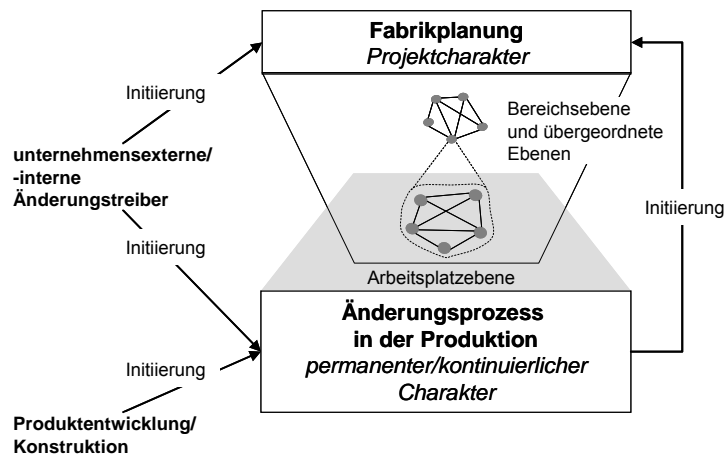 Fabrikplanung
Projektcharakter
Initiierung
Bereichsebene
und übergeordnete
Ebenen
unternehmensexterne/
-interne
Änderungstreiber
Initiierung
Initiierung
Arbeitsplatzebene
Änderungsprozess
in der Produktion
permanenter/kontinuierlicher
Charakter
Initiierung
Produktentwicklung/
Konstruktion